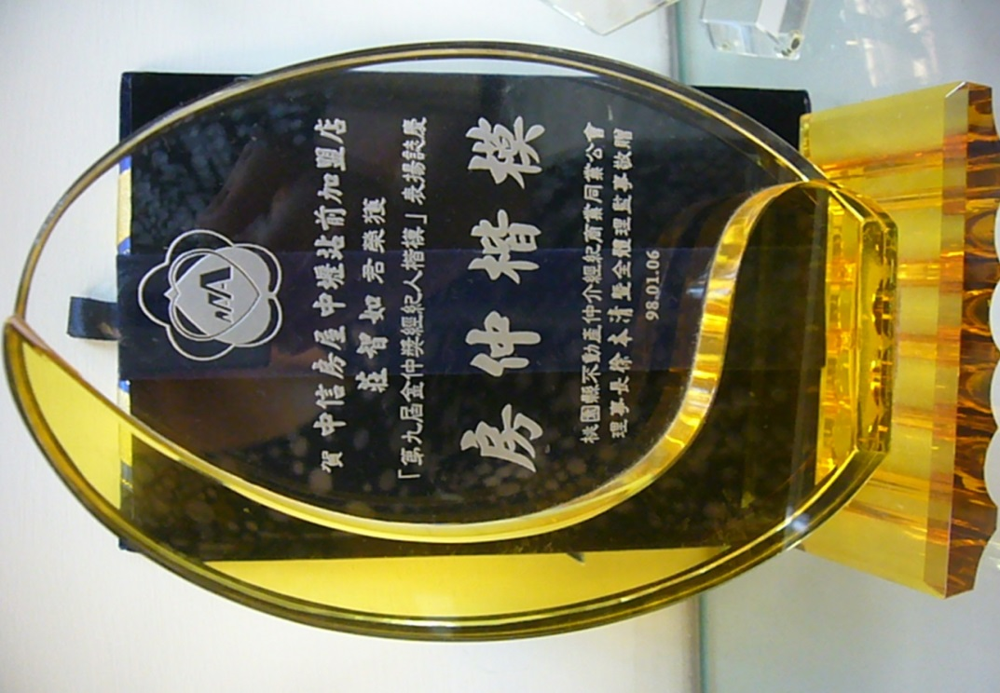 賀 中信房屋 中壢站前加盟店
莊智如 君榮獲
「第九屆金仲獎經紀人楷模」表揚誌慶
房仲楷模
桃園縣不動產仲介經紀商業同業公會
理事長徐本清暨全體理監事敬贈
98.01.06